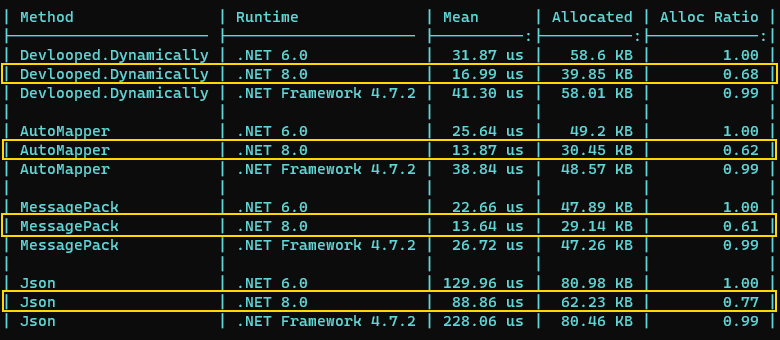 | Method | Runtime | Mean | Allocated | Alloc Ratio |
|---------------------- |--------------------- |----------:|----------:|------------:|
| Devlooped.Dynamically | .NET 6.0 | 31.87 us | 58.6 KB | 1.00 |
| Devlooped.Dynamically | .NET 8.0 | 16.99 us | 39.85 KB | 0.68 |
| Devlooped.Dynamically | .NET Framework 4.7.2 | 41.30 us | 58.01 KB | 0.99 |
| | | | | |
| AutoMapper | .NET 6.0 | 25.64 us | 49.2 KB | 1.00 |
| AutoMapper | .NET 8.0 | 13.87 us | 30.45 KB | 0.62 |
| AutoMapper | .NET Framework 4.7.2 | 38.84 us | 48.57 KB | 0.99 |
| | | | | |
| MessagePack | .NET 6.0 | 22.66 us | 47.89 KB | 1.00 |
| MessagePack | .NET 8.0 | 13.64 us | 29.14 KB | 0.61 |
| MessagePack | .NET Framework 4.7.2 | 26.72 us | 47.26 KB | 0.99 |
| | | | | |
| Json | .NET 6.0 | 129.96 us | 80.98 KB | 1.00 |
| Json | .NET 8.0 | 88.86 us | 62.23 KB | 0.77 |
| Json | .NET Framework 4.7.2 | 228.06 us | 80.46 KB | 0.99 |